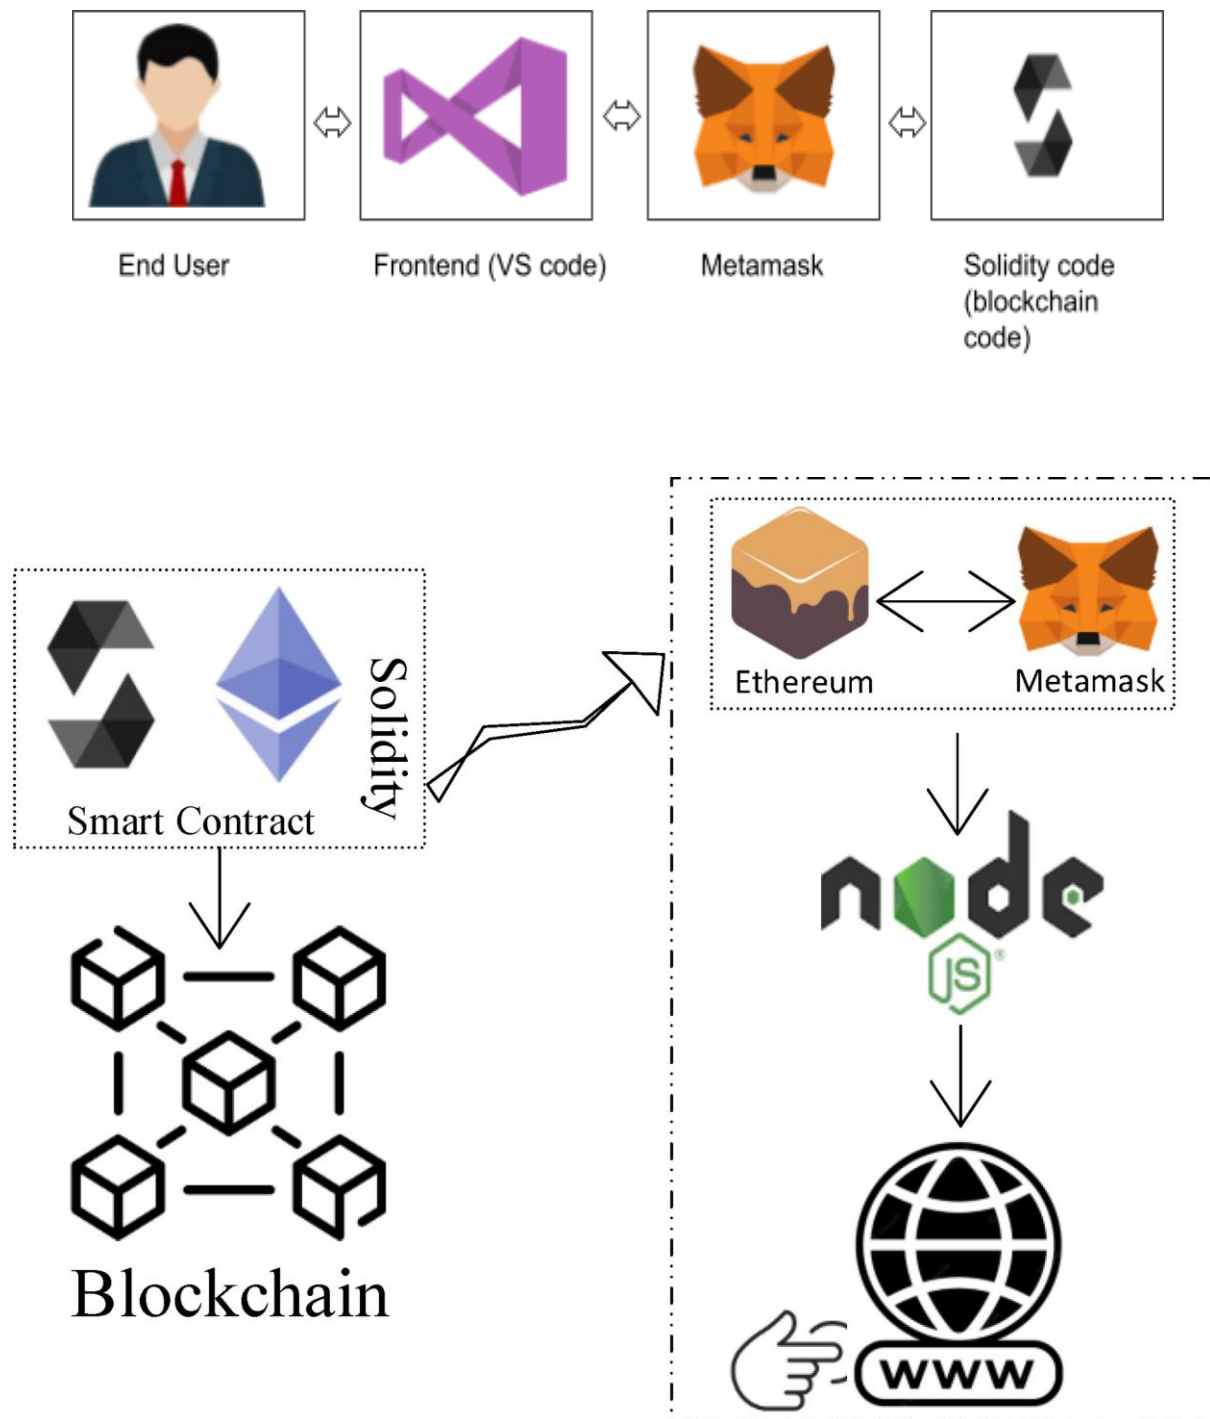 End User
Frontend (VS code)
Metamask
Solidity code
(blockchain
code)
Ethereum
Metamask
Solidity
Smart Contract
node
JS
®
Blockchain
www